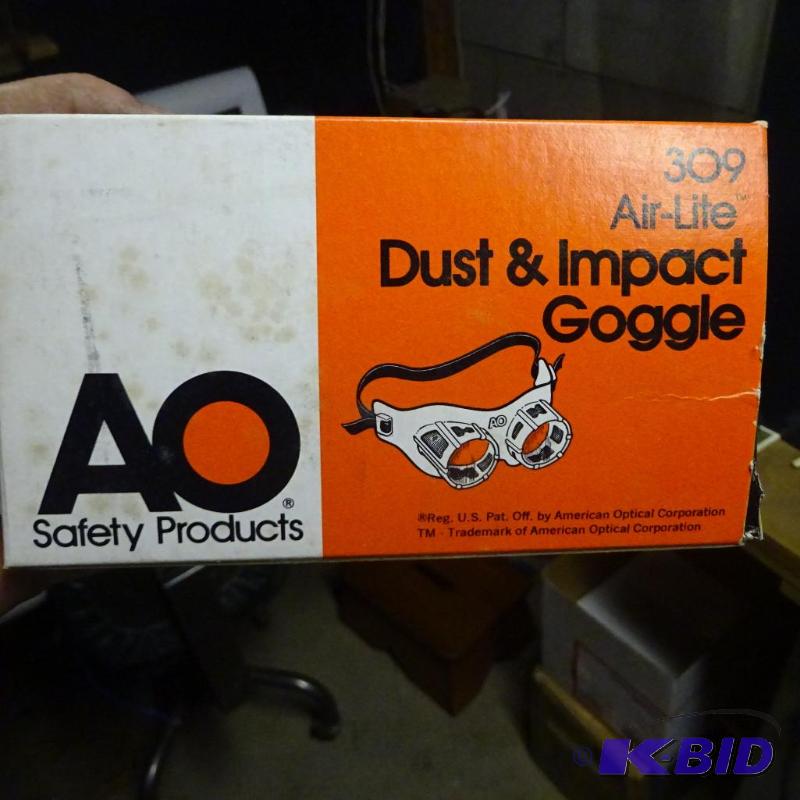 309
Air-Lite™
Dust & Impact
Goggle
AO
AO®
Safety Products
®Reg. U.S. Pat. Off. by American Optical Corporation
TM - Trademark of American Optical Corporation
K-BID